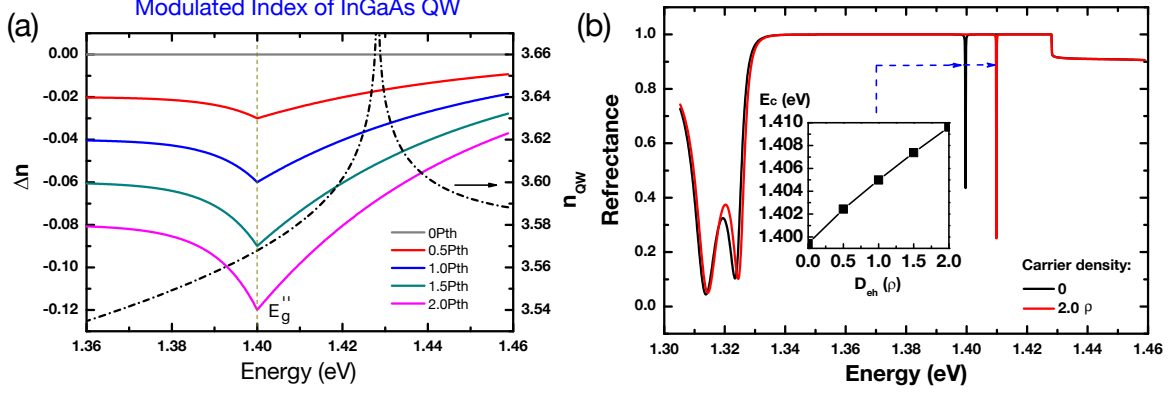 Modulated Index of InGaAs QW
(a)
0.00
-0.02
-0.04
-0.06
-0.08
-0.10
-0.12
Δn
3.66
3.64
3.62
3.60
3.58
3.56
3.54
n_QW
0Pth
0.5Pth
1.0Pth
1.5Pth
2.0Pth
E_g''
1.36 1.38 1.40 1.42 1.44 1.46
Energy (eV)
(b)
1.0
0.8
0.6
0.4
0.2
0.0
Refrectance
Ec (eV)
1.410
1.408
1.406
1.404
1.402
1.400
0.0 0.5 1.0 1.5 2.0
D_eh (ρ)
Carrier density:
0
2.0 ρ
1.30 1.32 1.34 1.36 1.38 1.40 1.42 1.44 1.46
Energy (eV)